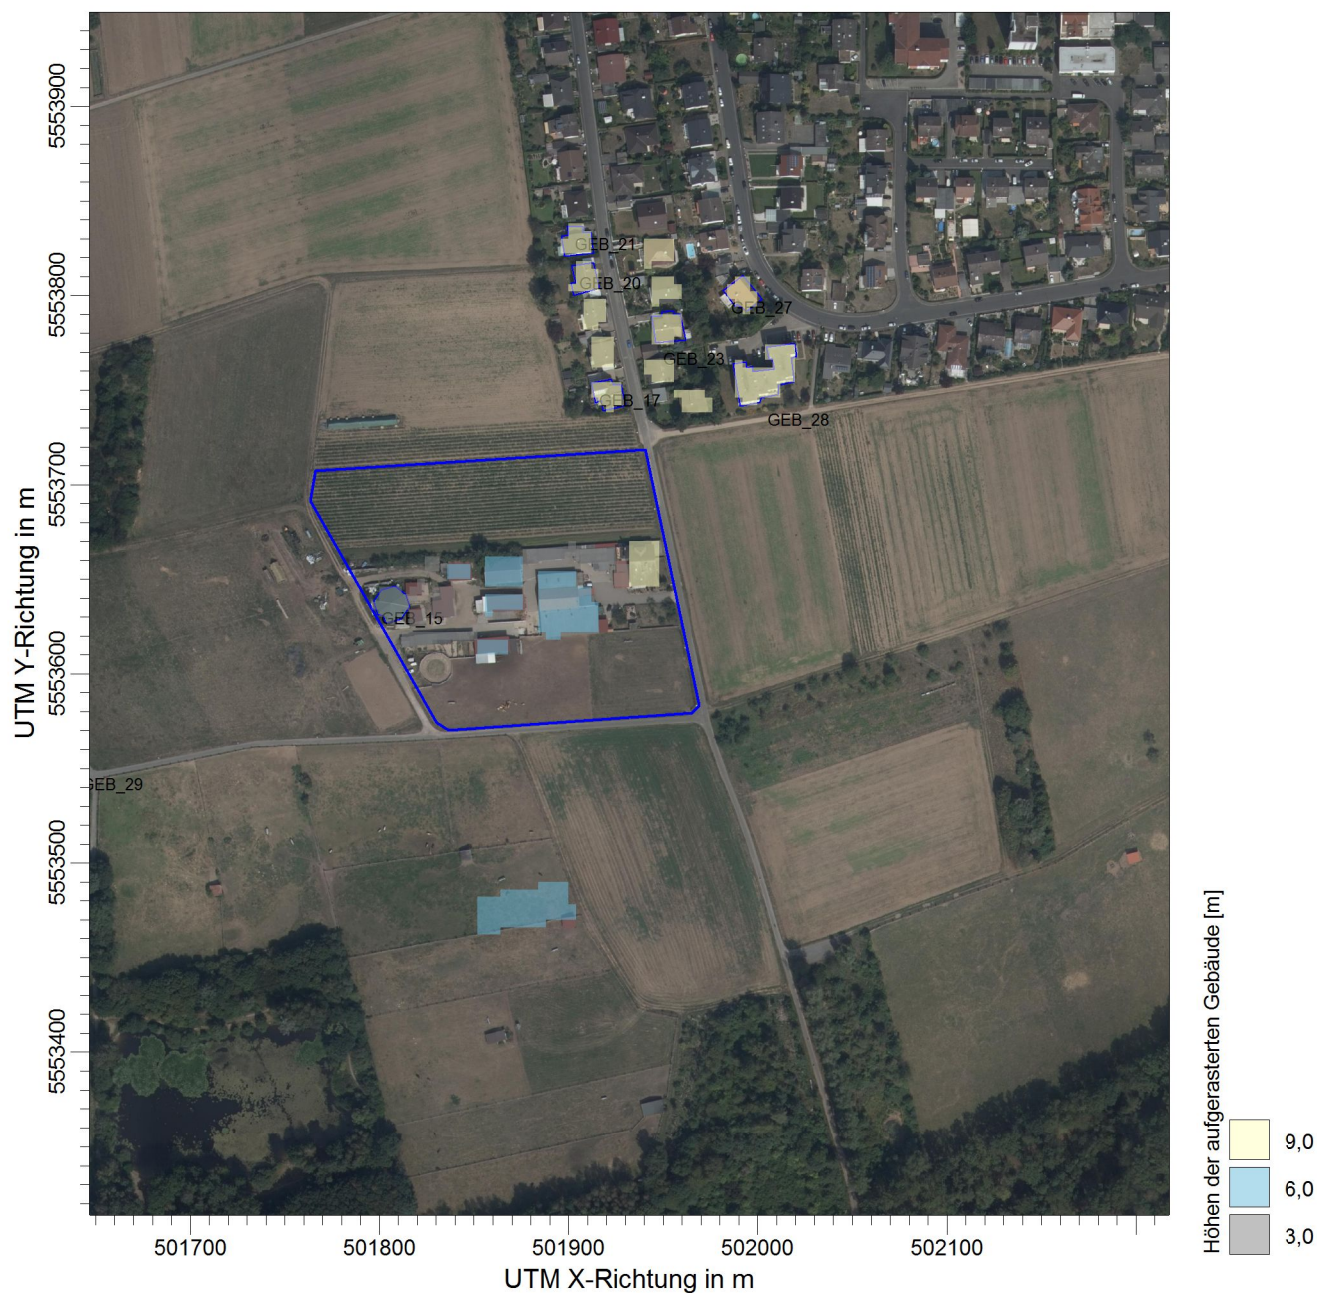 5553900
5553800
5553700
5553600
5553500
5553400
UTM Y-Richtung in m
GEB_21
GEB_20
GEB_27
GEB_23
GEB_17
GEB_28
GEB_15
GEB_29
501700
501800
501900
502000
502100
UTM X-Richtung in m
Höhen der aufgerasterten Gebäude [m]
9,0
6,0
3,0